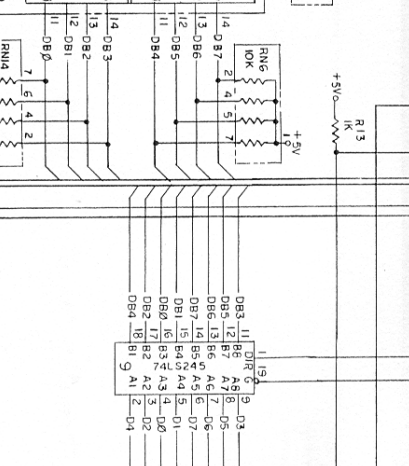 11 12 13 14 11 12 13 14
DBØ DB1 DB2 DB3 DB4 DB5 DB6 DB7
RN14
7
6
4
2
RN6
10K
2
4
5
7
1
+5V
+5V
R13
1K
DB4 DB2 DBØ DB1 DB7 DB6 DB5 DB3
18 17 16 15 14 13 12 11
B1 B2 B3 B4 B5 B6 B7 B8
DIR 1
G 19
9 74LS245
A1 A2 A3 A4 A5 A6 A7 A8
2 3 4 5 6 7 8 9
D4 D2 DØ D1 D7 D6 D5 D3